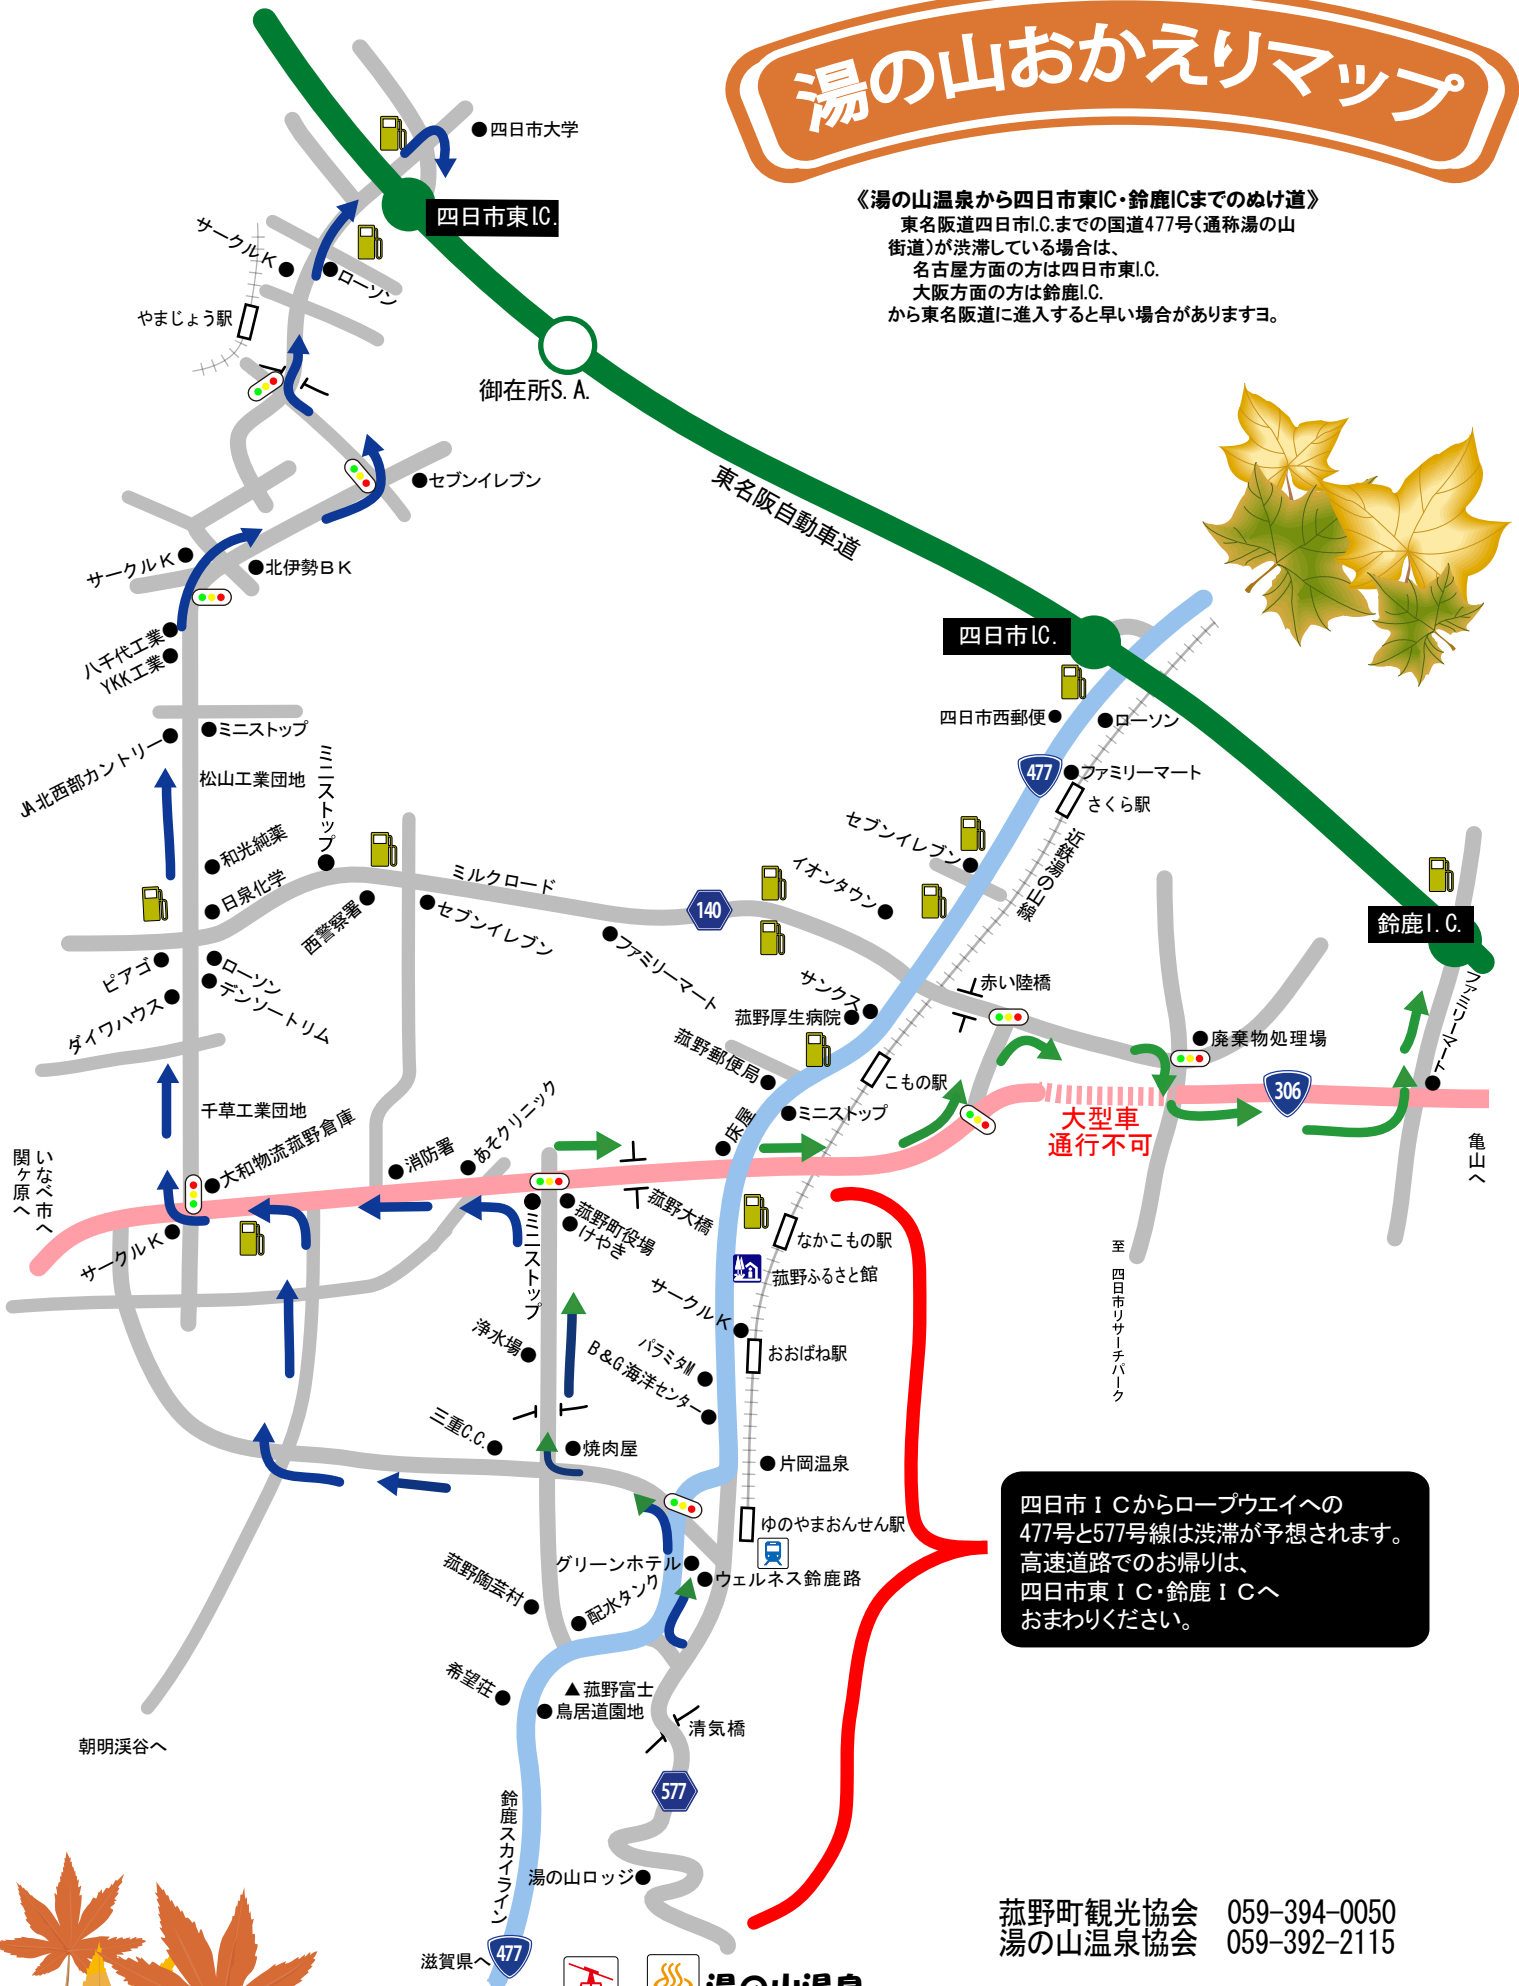 湯の山おかえりマップ
《湯の山温泉から四日市東IC・鈴鹿ICまでのぬけ道》
東名阪道四日市I.C.までの国道477号(通称湯の山
街道)が渋滞している場合は、
名古屋方面の方は四日市東I.C.
大阪方面の方は鈴鹿I.C.
から東名阪道に進入すると早い場合がありますヨ。
四日市大学
四日市東I.C.
サークルK
ローソン
やまじょう駅
御在所S.A.
セブンイレブン
東名阪自動車道
サークルK
北伊勢BK
八千代工業
YKK工業
四日市I.C.
四日市西郵便
ローソン
477
ファミリーマート
さくら駅
ミニストップ
JA北西部カントリー
松山工業団地
ミニストップ
和光純薬
日泉化学
西警察署
ミルクロード
セブンイレブン
140
イオンタウン
セブンイレブン
近鉄湯の山線
鈴鹿I.C.
ファミリーマート
ピアゴ
ローソン
デンソートリム
ダイワハウス
ファミリーマート
サンクス
菰野厚生病院
赤い陸橋
菰野郵便局
こもの駅
廃棄物処理場
306
ミニストップ
床屋
大型車
通行不可
亀山へ
千草工業団地
大和物流菰野倉庫
消防署
あそクリニック
いなべ市へ
関ヶ原へ
サークルK
ミニストップ
菰野町役場
けやき
菰野大橋
なかこもの駅
菰野ふるさと館
至 四日市リサーチパーク
サークルK
おおばね駅
浄水場
パラミタM
B&G海洋センター
三重C.C.
焼肉屋
片岡温泉
ゆのやまおんせん駅
四日市ICからロープウエイへの
477号と577号線は渋滞が予想されます。
高速道路でのお帰りは、
四日市東IC・鈴鹿ICへ
おまわりください。
グリーンホテル
ウェルネス鈴鹿路
菰野陶芸村
配水タンク
希望荘
▲菰野富士
鳥居道園地
清気橋
朝明渓谷へ
577
鈴鹿スカイライン
湯の山ロッジ
滋賀県へ
477
湯の山温泉
菰野町観光協会 059-394-0050
湯の山温泉協会 059-392-2115